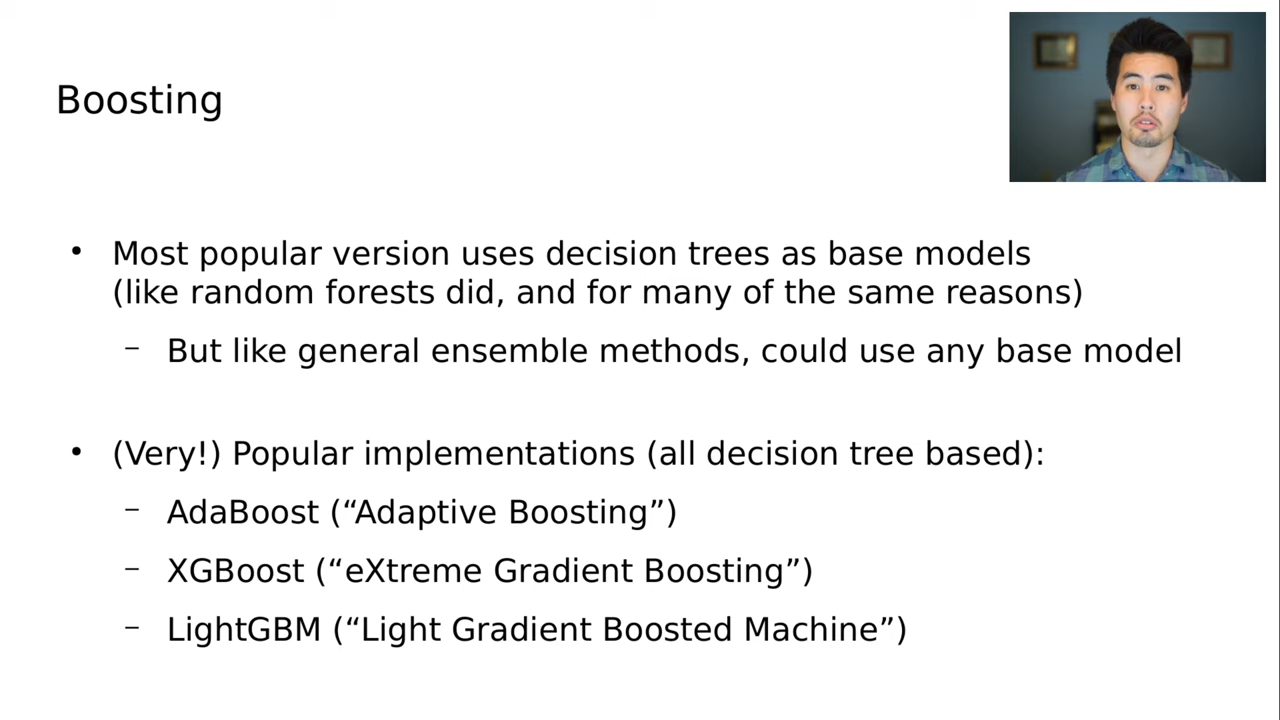 Boosting
• Most popular version uses decision trees as base models
(like random forests did, and for many of the same reasons)
– But like general ensemble methods, could use any base model
• (Very!) Popular implementations (all decision tree based):
– AdaBoost (“Adaptive Boosting”)
– XGBoost (“eXtreme Gradient Boosting”)
– LightGBM (“Light Gradient Boosted Machine”)